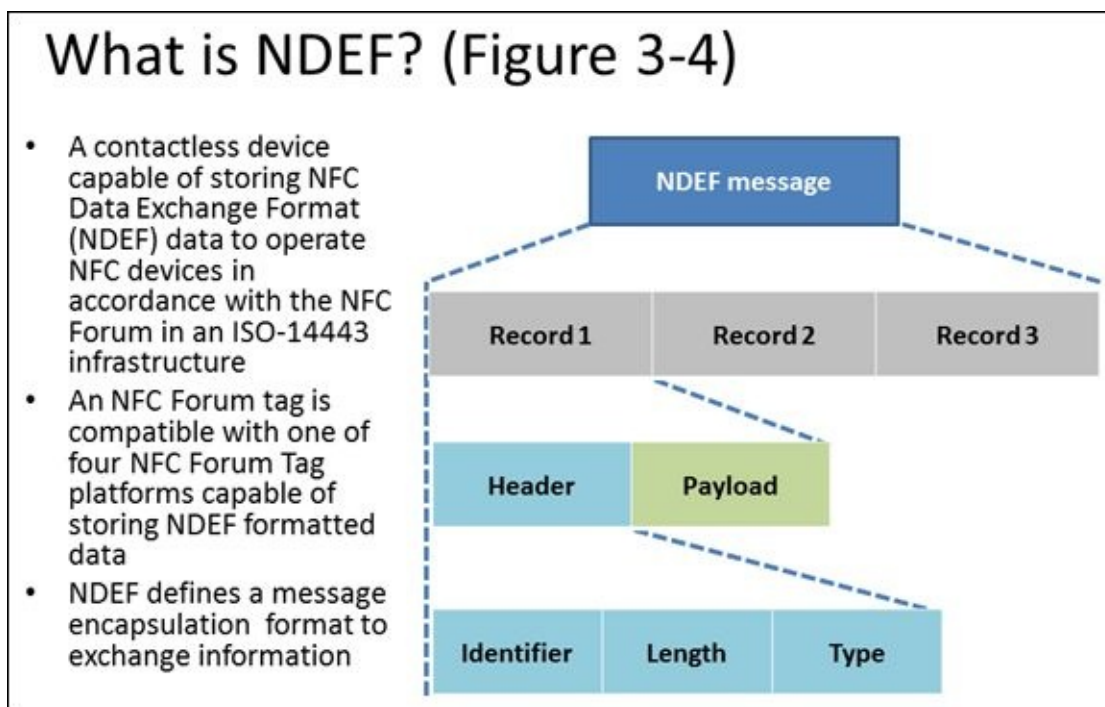 What is NDEF? (Figure 3-4)
• A contactless device
capable of storing NFC
Data Exchange Format
(NDEF) data to operate
NFC devices in
accordance with the NFC
Forum in an ISO-14443
infrastructure
• An NFC Forum tag is
compatible with one of
four NFC Forum Tag
platforms capable of
storing NDEF formatted
data
• NDEF defines a message
encapsulation format to
exchange information
NDEF message
Record 1 Record 2 Record 3
Header Payload
Identifier Length Type